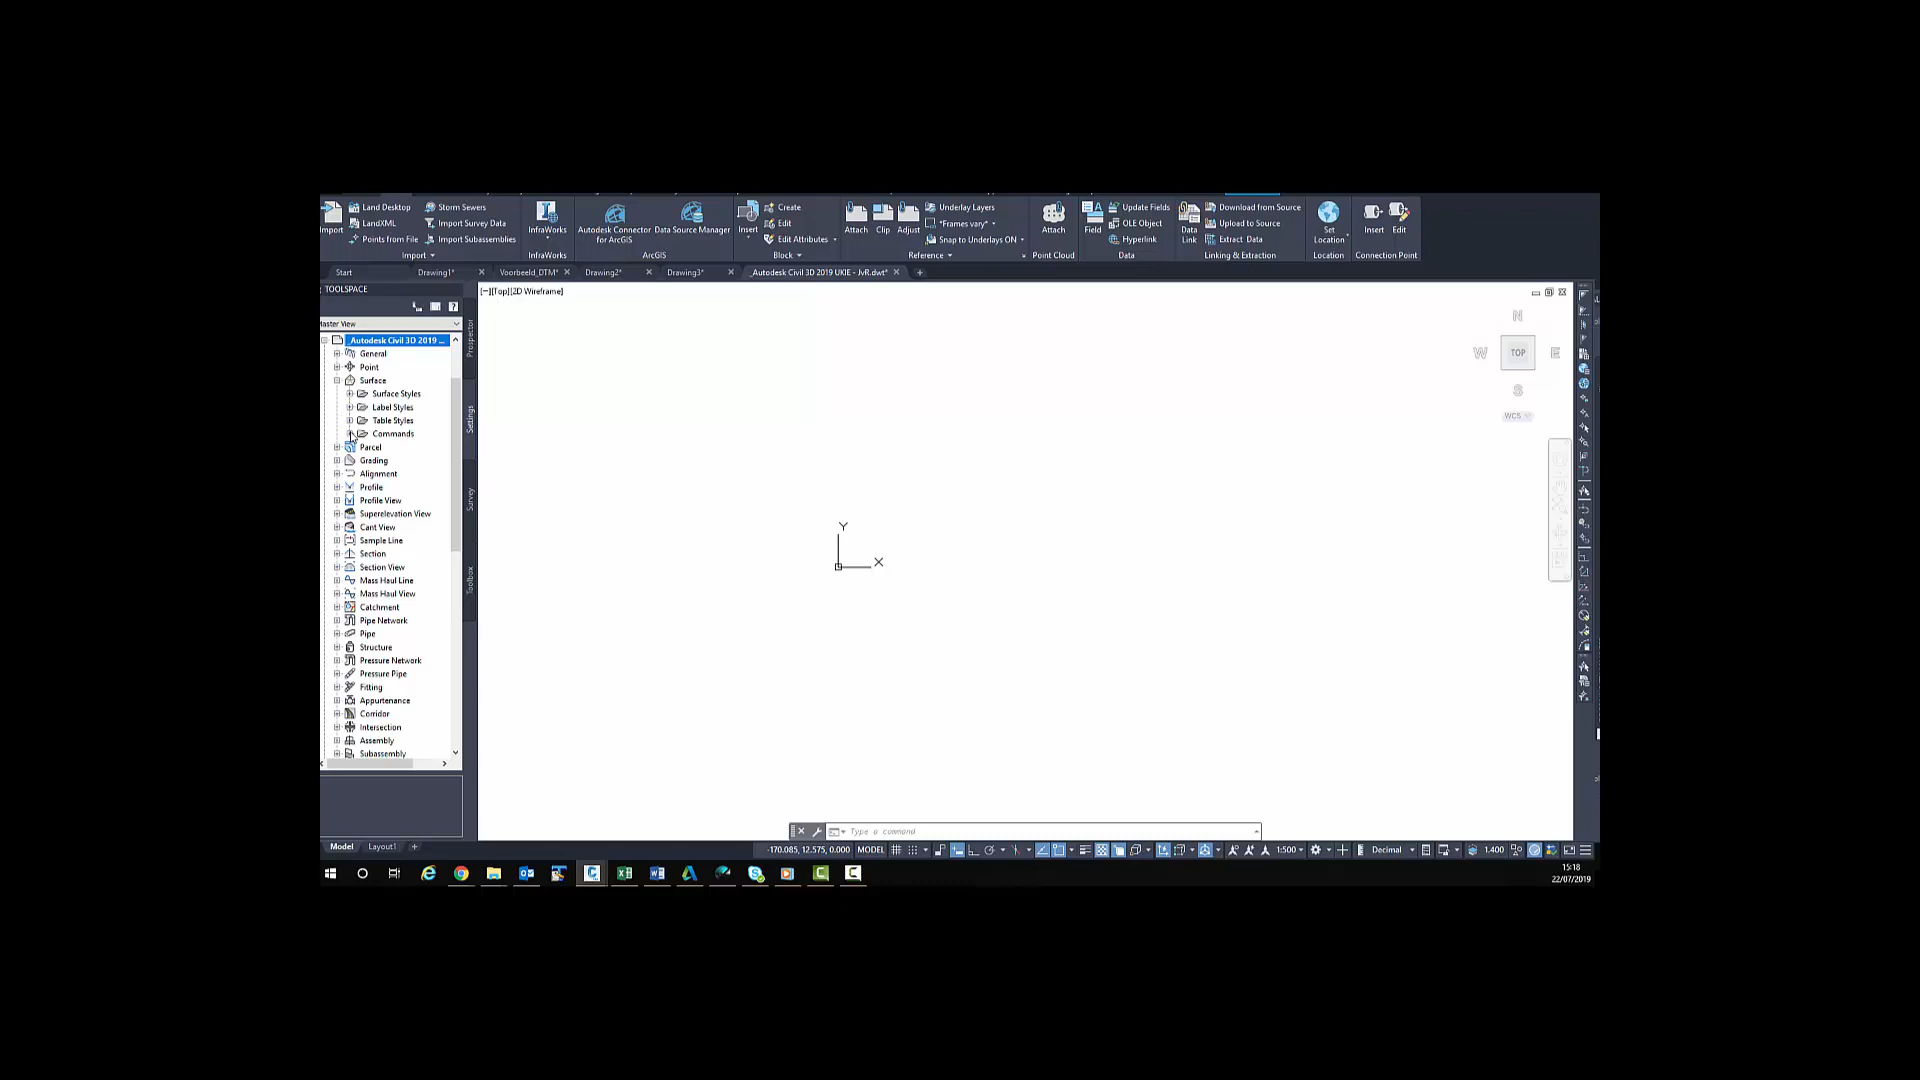 Land Desktop
Storm Sewers
Create
Underlay Layers
Update Fields
Download from Source
LandXML
Import Survey Data
Edit
*Frames vary*
OLE Object
Upload to Source
Points from File
Import Subassemblies
Edit Attributes
Snap to Underlays ON
Hyperlink
Extract Data
Import
InfraWorks
Autodesk Connector for ArcGIS
Data Source Manager
Insert
Attach
Clip
Adjust
Attach
Field
Data Link
Set Location
Insert
Edit
Import
InfraWorks
ArcGIS
Block
Reference
Point Cloud
Data
Linking & Extraction
Location
Connection Point
Start
Drawing1*
Voorbeeld_DTM*
Drawing2*
Drawing3*
_Autodesk Civil 3D 2019 UKIE - JvR.dwt*
TOOLSPACE
[−][Top][2D Wireframe]
Master View
Autodesk Civil 3D 2019 ...
General
Point
Surface
Surface Styles
Label Styles
Table Styles
Commands
Parcel
Grading
Alignment
Profile
Profile View
Superelevation View
Cant View
Sample Line
Section
Section View
Mass Haul Line
Mass Haul View
Catchment
Pipe Network
Pipe
Structure
Pressure Network
Pressure Pipe
Fitting
Appurtenance
Corridor
Intersection
Assembly
Subassembly
Prospector
Settings
Survey
Toolbox
N
W
TOP
E
S
WCS
Y
X
Type a command
Model
Layout1
-170.085, 12.575, 0.000
MODEL
1:500
Decimal
1.400
15:18
22/07/2019